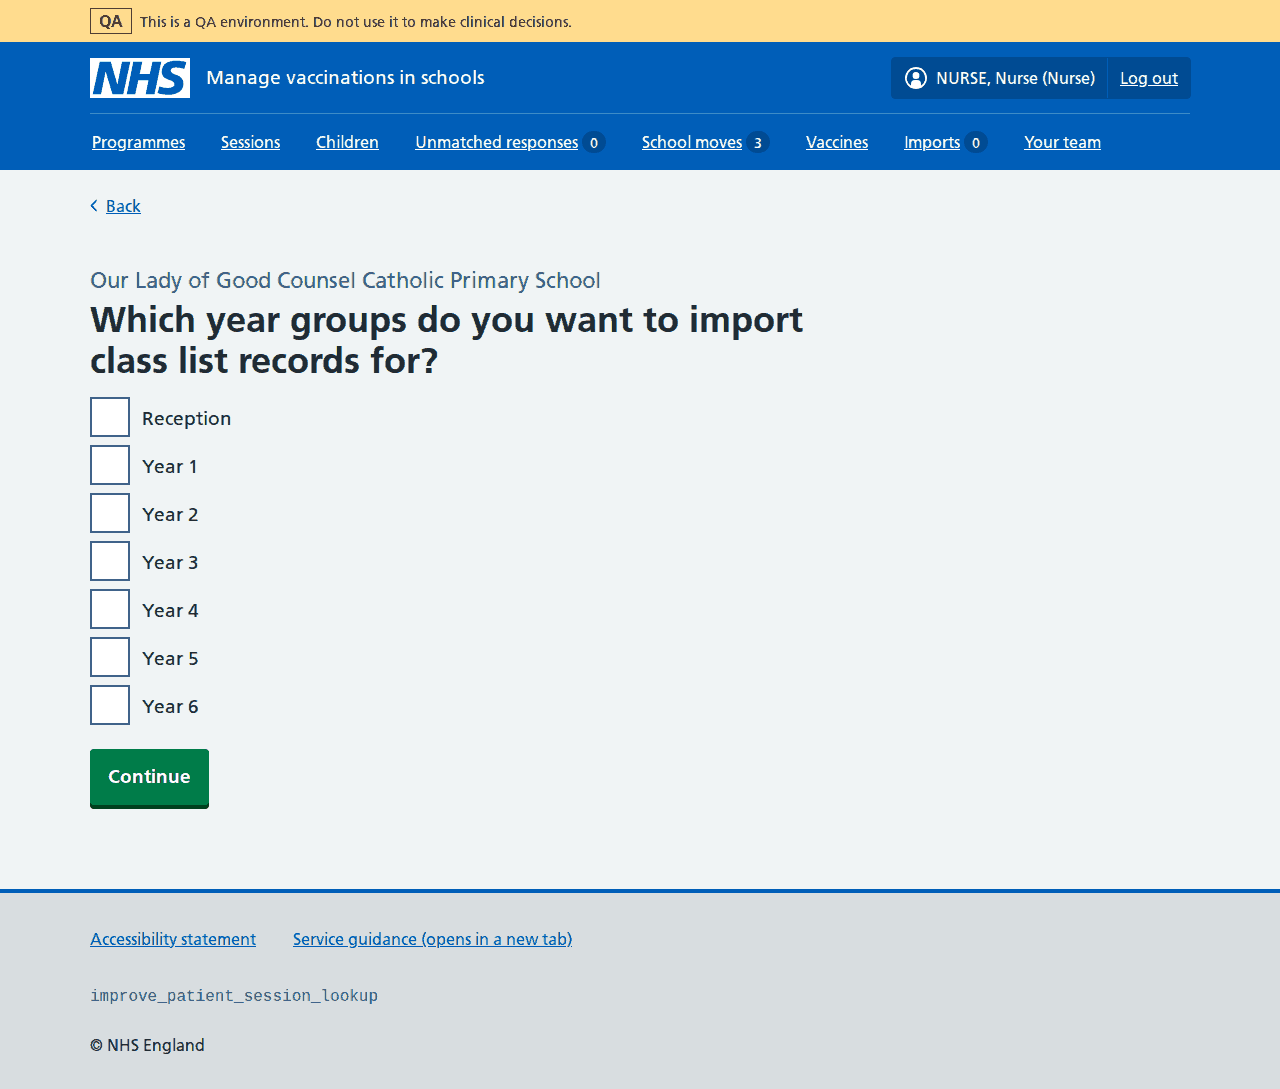 QA This is a QA environment. Do not use it to make clinical decisions.
NHS Manage vaccinations in schools NURSE, Nurse (Nurse) Log out
Programmes Sessions Children Unmatched responses 0 School moves 3 Vaccines Imports 0 Your team
Back
Our Lady of Good Counsel Catholic Primary School
Which year groups do you want to import
class list records for?
Reception
Year 1
Year 2
Year 3
Year 4
Year 5
Year 6
Continue
Accessibility statement Service guidance (opens in a new tab)
improve_patient_session_lookup
© NHS England